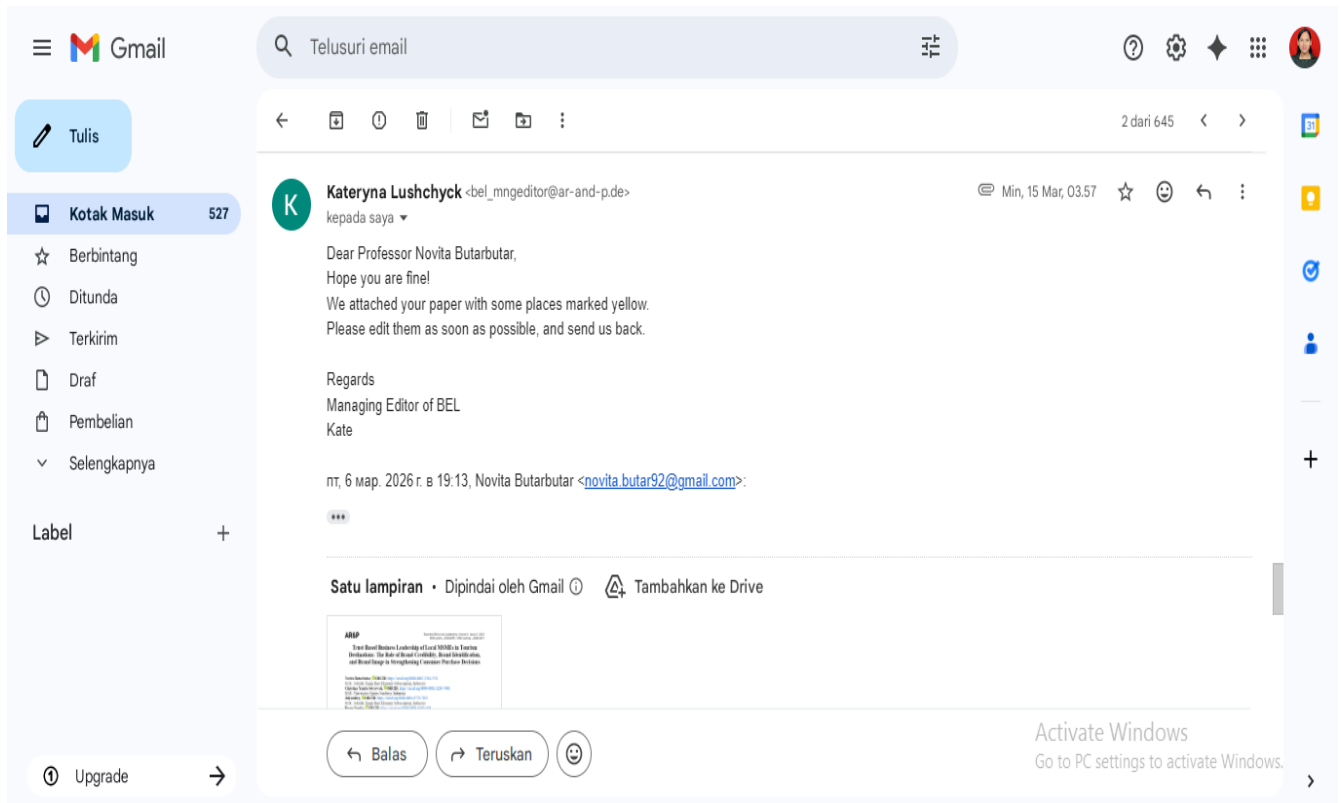 Gmail
Telusuri email
Tulis
2 dari 645
Kotak Masuk 527
Berbintang
Ditunda
Terkirim
Draf
Pembelian
Selengkapnya
Label
Upgrade
K
Kateryna Lushchyck <bel_mngeditor@ar-and-p.de>
Min, 15 Mar, 03.57
kepada saya
Dear Professor Novita Butarbutar,
Hope you are fine!
We attached your paper with some places marked yellow.
Please edit them as soon as possible, and send us back.
Regards
Managing Editor of BEL
Kate
пт, 6 мар. 2026 г. в 19:13, Novita Butarbutar <novita.butar92@gmail.com>:
Satu lampiran • Dipindai oleh Gmail
Tambahkan ke Drive
AR&P
Trust Based Business Leadership of Local MSMEs in Tourism
Destinations: The Role of Brand Credibility, Brand Identification,
and Brand Image in Strengthening Consumer Purchase Decisions
Balas
Teruskan
Activate Windows
Go to PC settings to activate Windows.
31